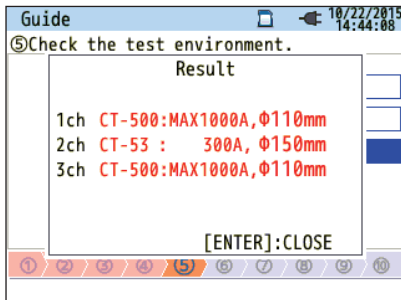 Guide 10/22/2015
14:44:08
⑤Check the test environment.
Result
1ch CT-500:MAX1000A,Φ110mm
2ch CT-53 : 300A,Φ150mm
3ch CT-500:MAX1000A,Φ110mm
[ENTER]:CLOSE
① ② ③ ④ ⑤ ⑥ ⑦ ⑧ ⑨ ⑩